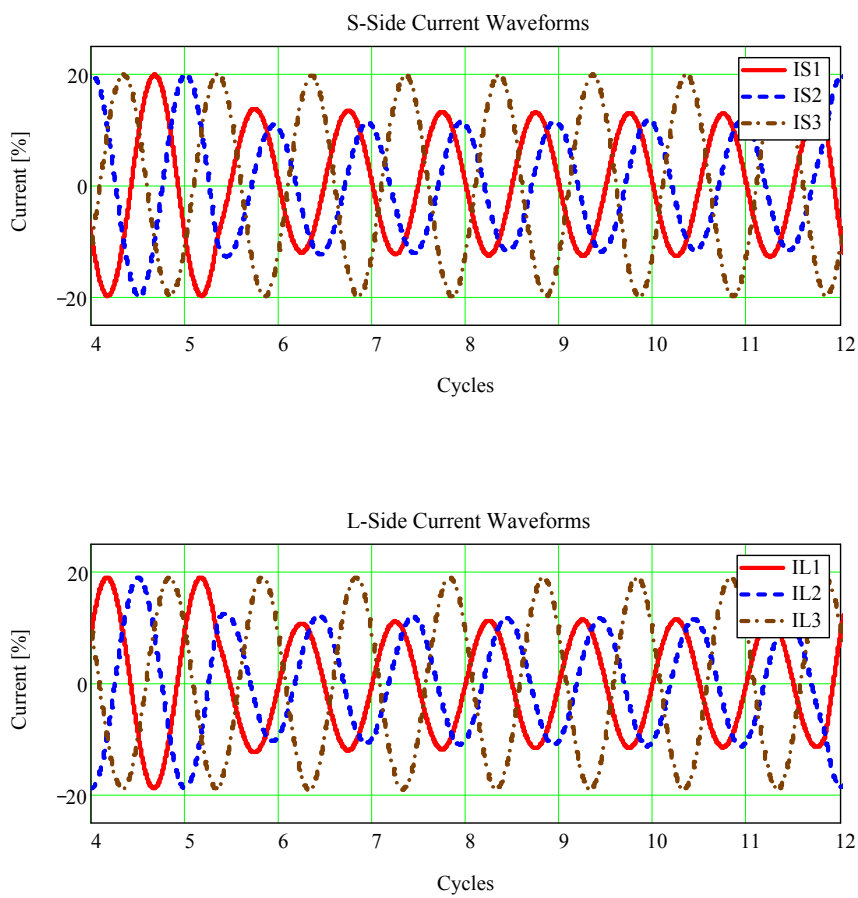 S-Side Current Waveforms
Current [%]
20
0
−20
IS1
IS2
IS3
4 5 6 7 8 9 10 11 12
Cycles
L-Side Current Waveforms
Current [%]
20
0
−20
IL1
IL2
IL3
4 5 6 7 8 9 10 11 12
Cycles